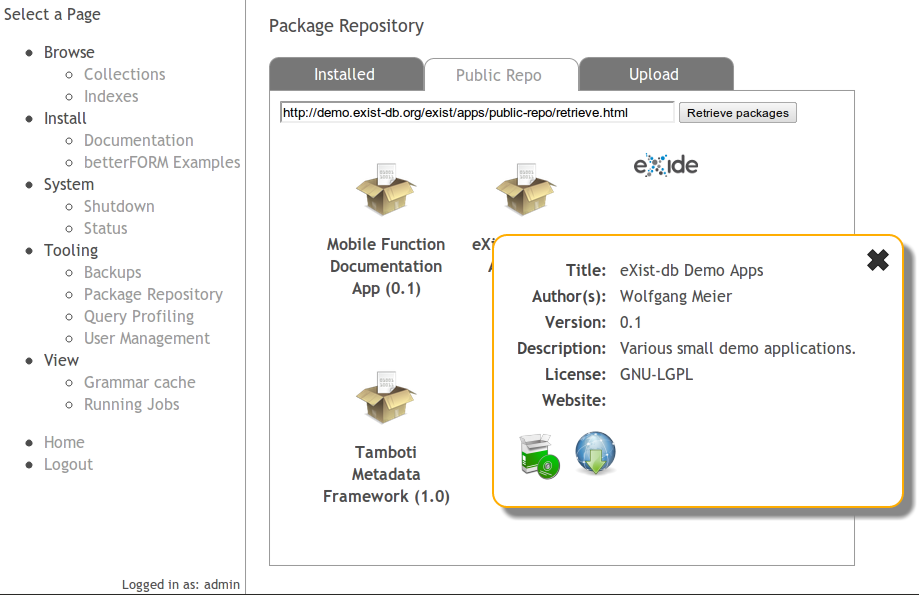 Select a Page
Browse
Collections
Indexes
Install
Documentation
betterFORM Examples
System
Shutdown
Status
Tooling
Backups
Package Repository
Query Profiling
User Management
View
Grammar cache
Running Jobs
Home
Logout
Logged in as: admin
Package Repository
Installed
Public Repo
Upload
http://demo.exist-db.org/exist/apps/public-repo/retrieve.html
Retrieve packages
eXide
Mobile Function
Documentation
App (0.1)
Tamboti
Metadata
Framework (1.0)
Title: eXist-db Demo Apps
Author(s): Wolfgang Meier
Version: 0.1
Description: Various small demo applications.
License: GNU-LGPL
Website: